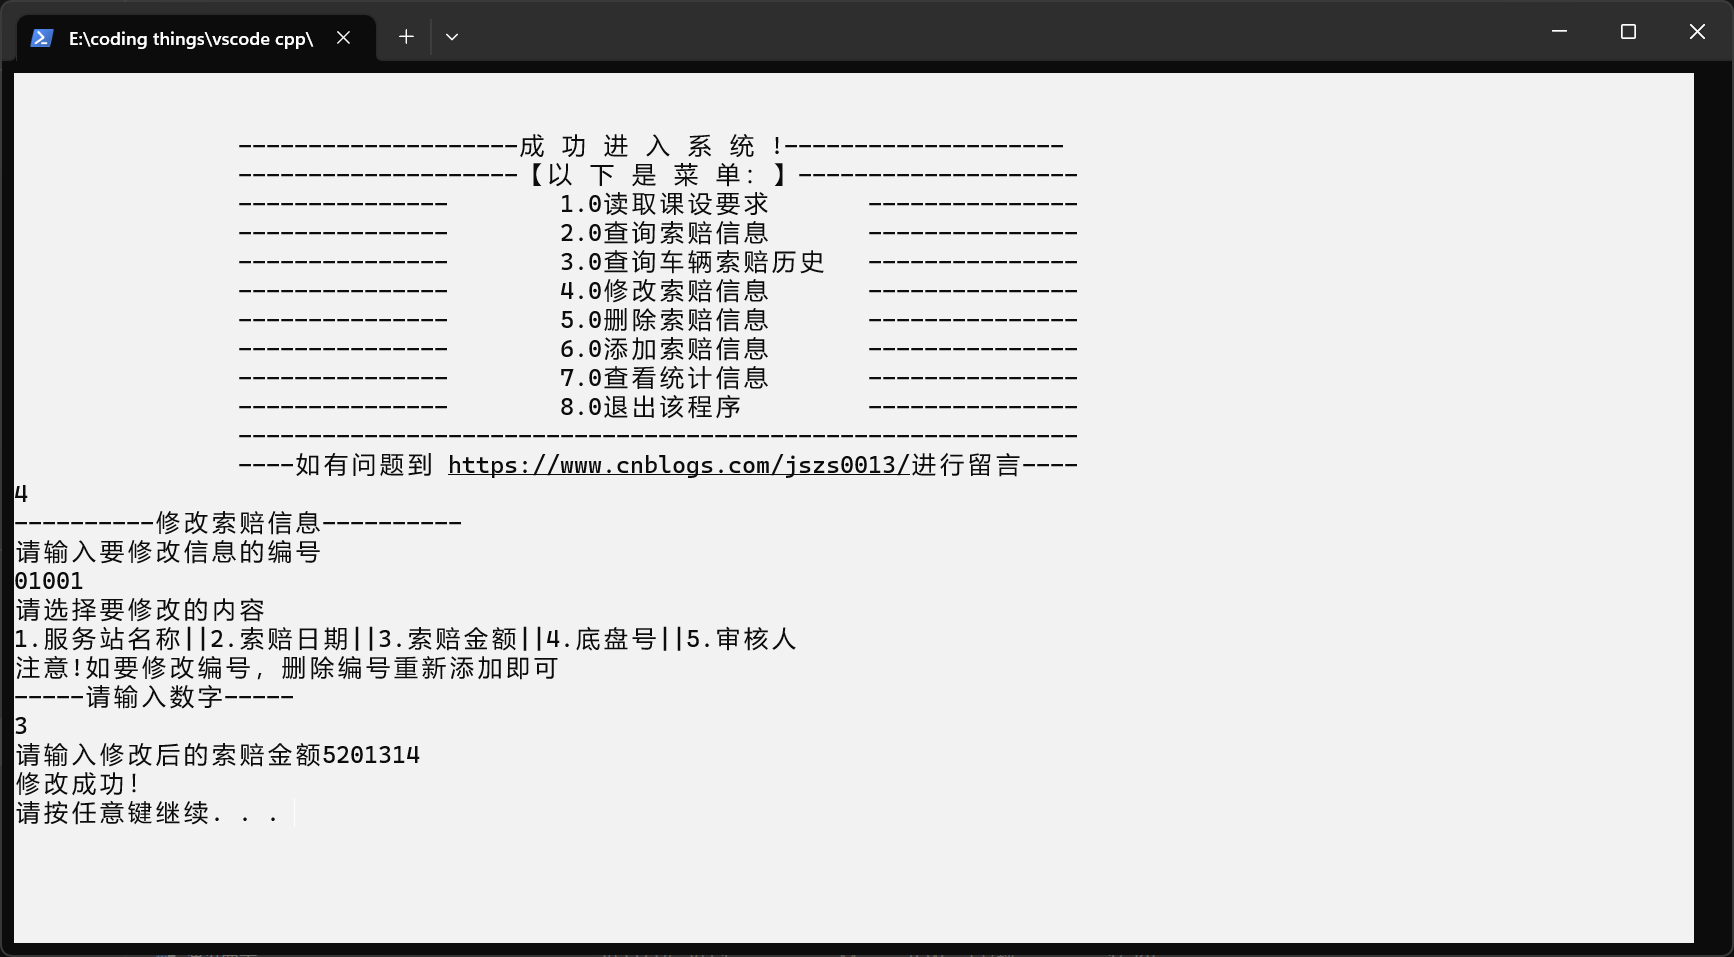 E:\coding things\vscode cpp\
--------------------成 功 进 入 系 统 !--------------------
--------------------【以 下 是 菜 单: 】--------------------
---------------        1.0读取课设要求       ---------------
---------------        2.0查询索赔信息       ---------------
---------------        3.0查询车辆索赔历史   ---------------
---------------        4.0修改索赔信息       ---------------
---------------        5.0删除索赔信息       ---------------
---------------        6.0添加索赔信息       ---------------
---------------        7.0查看统计信息       ---------------
---------------        8.0退出该程序         ---------------
------------------------------------------------------------
----如有问题到 https://www.cnblogs.com/jszs0013/进行留言----
4
----------修改索赔信息----------
请输入要修改信息的编号
01001
请选择要修改的内容
1.服务站名称||2.索赔日期||3.索赔金额||4.底盘号||5.审核人
注意!如要修改编号，删除编号重新添加即可
-----请输入数字-----
3
请输入修改后的索赔金额5201314
修改成功!
请按任意键继续. . .